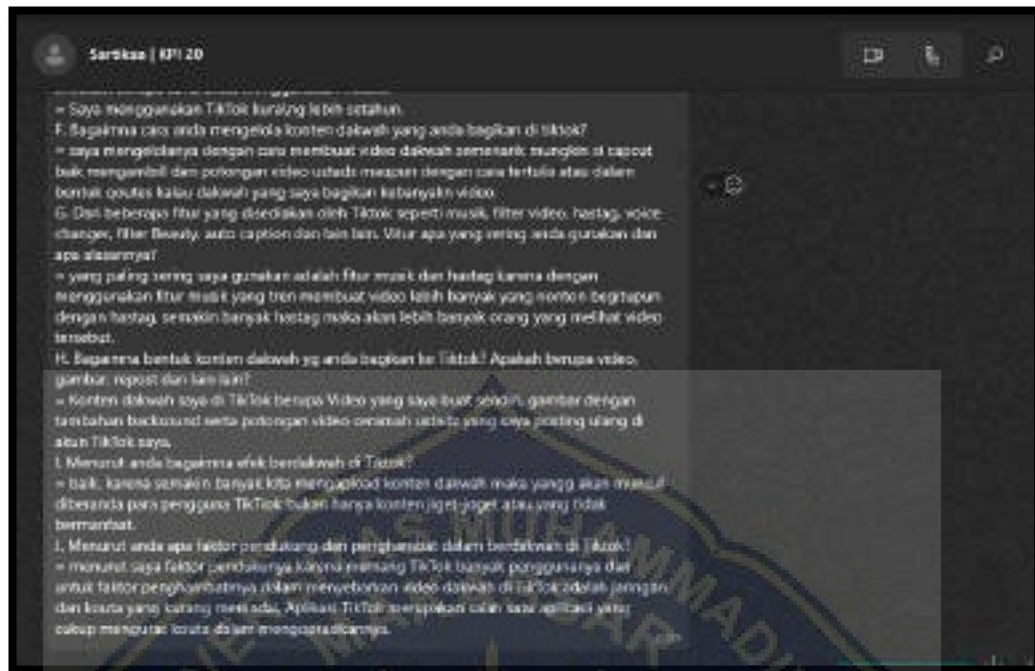 Sartikaa | KPI 20
= Saya menggunakan TikTok kurang lebih setahun.
F. Bagaimna cara anda mengelola konten dakwah yang anda bagikan di tiktok?
= saya mengelolanya dengan cara membuat video dakwah semenarik mungkin si capcut
baik mengambill dari potongan video ustadz maupun dengan cara tertulis atau dalam
bentuk qoutes kalau dakwah yang saya bagikan kebanyakn video.
G. Dari beberapa fitur yang disediakan oleh Tiktok seperti musik, filter video, hastag, voice
changer, filter Beauty, auto caption dan lain lain. Vitur apa yang sering anda gunakan dan
apa alasannya?
= yang paling sering saya gunakan adalah fitur musik dan hastag karena dengan
menggunakan fitur musik yang tren membuat video lebih banyak yang nonton begitupun
dengan hastag, semakin banyak hastag maka akan lebih banyak orang yang melihat video
tersebut.
H. Bagaimna bentuk konten dakwah yg anda bagikan ke Tiktok? Apakah berupa video,
gambar, repost dan lain lain?
= Konten dakwah saya di TikTok berupa Video yang saya buat sendiri, gambar dengan
tambahan backsound serta potongan video ceramah ustadz yang saya posting ulang di
akun TikTok saya.
I. Menurut anda bagaimna efek berdakwah di Tiktok?
= baik, karena semakin banyak kita mengupload konten dakwah maka yangg akan muncul
diberanda para pengguna TikTok bukan hanya konten joget-joget atau yang tidak
bermanfaat.
J. Menurut anda apa faktor pendukung dan penghambat dalam berdakwah di Tiktok?
= menurut saya faktor pendukunya karena memang TikTok banyak penggunanya dan
untuk faktor penghambatnya dalam menyebarkan video dakwah di TikTok adalah jaringan
dan kouta yang kurang memadai, Aplikasi TikTok merupakan salah satu aplikasi yang
cukup menguras kouta dalam mengoprasikannya.